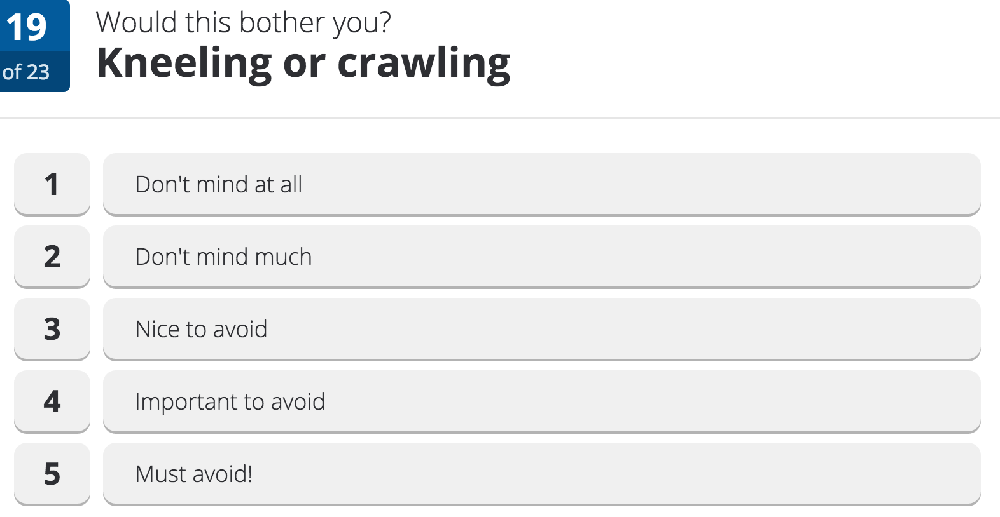 19
of 23
Would this bother you?
Kneeling or crawling
1 Don't mind at all
2 Don't mind much
3 Nice to avoid
4 Important to avoid
5 Must avoid!